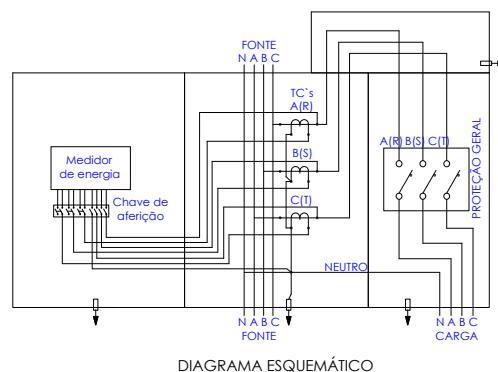 FONTE
N A B C
TC`s
A(R)
B(S)
C(T)
Medidor
de energia
Chave de
aferição
A(R) B(S) C(T)
PROTEÇÃO GERAL
NEUTRO
N A B C
FONTE
N A B C
CARGA
DIAGRAMA ESQUEMÁTICO